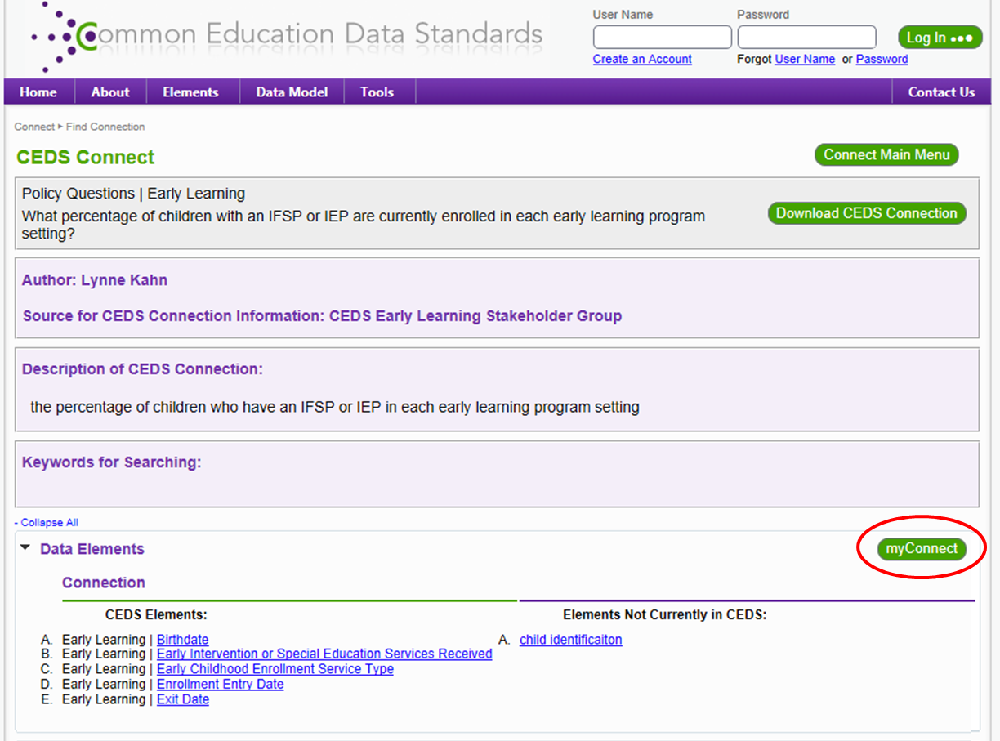 Common Education Data Standards
User Name
Password
Log In •••
Create an Account
Forgot User Name or Password
Home
About
Elements
Data Model
Tools
Contact Us
Connect ▸ Find Connection
CEDS Connect
Connect Main Menu
Policy Questions | Early Learning
What percentage of children with an IFSP or IEP are currently enrolled in each early learning program
setting?
Download CEDS Connection
Author: Lynne Kahn
Source for CEDS Connection Information: CEDS Early Learning Stakeholder Group
Description of CEDS Connection:
the percentage of children who have an IFSP or IEP in each early learning program setting
Keywords for Searching:
- Collapse All
Data Elements
myConnect
Connection
CEDS Elements:
A. Early Learning | Birthdate
B. Early Learning | Early Intervention or Special Education Services Received
C. Early Learning | Early Childhood Enrollment Service Type
D. Early Learning | Enrollment Entry Date
E. Early Learning | Exit Date
Elements Not Currently in CEDS:
A. child identificaiton